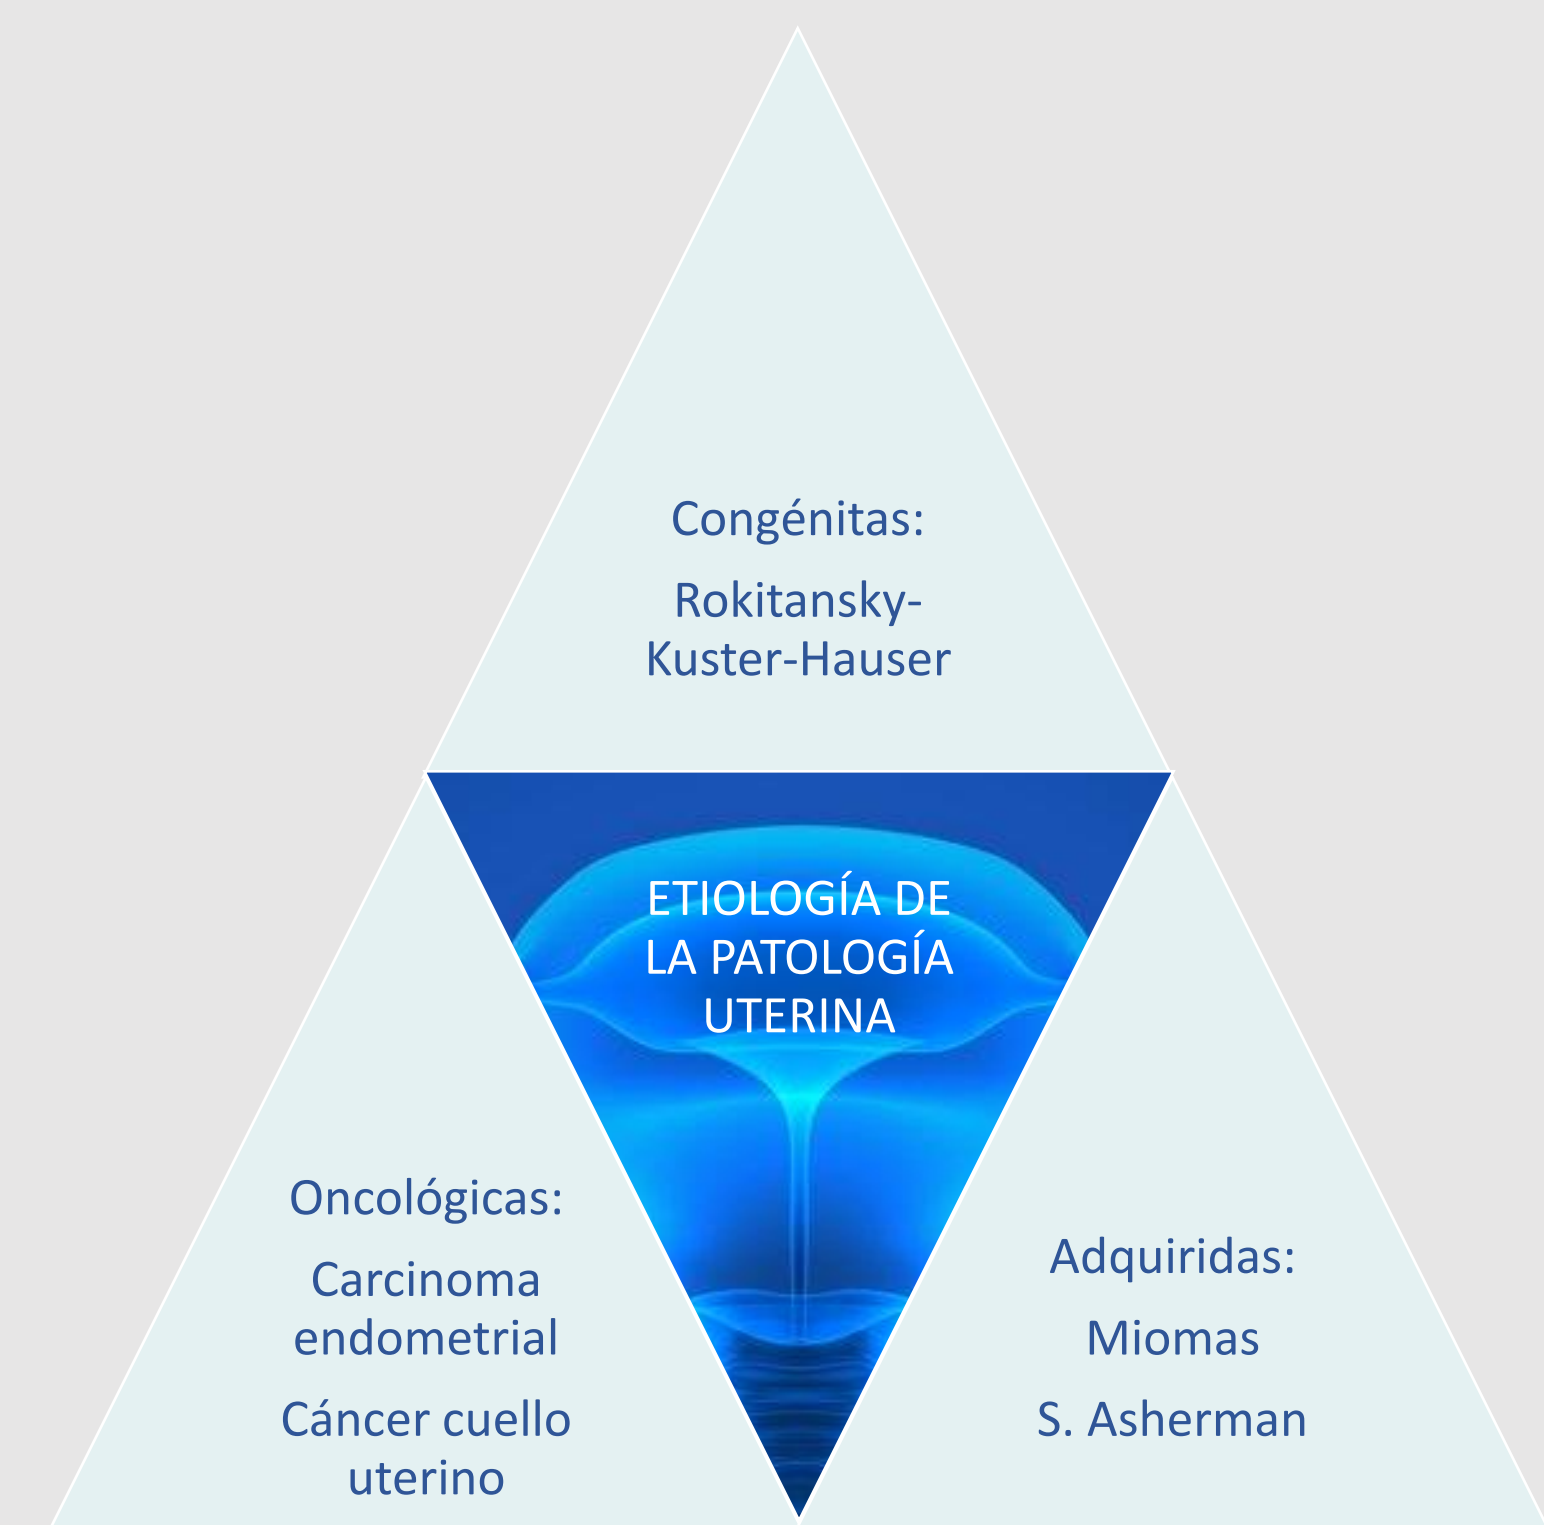 Congénitas:
Rokitansky-
Kuster-Hauser
ETIOLOGÍA DE
LA PATOLOGÍA
UTERINA
Oncológicas:
Carcinoma
endometrial
Cáncer cuello
uterino
Adquiridas:
Miomas
S. Asherman